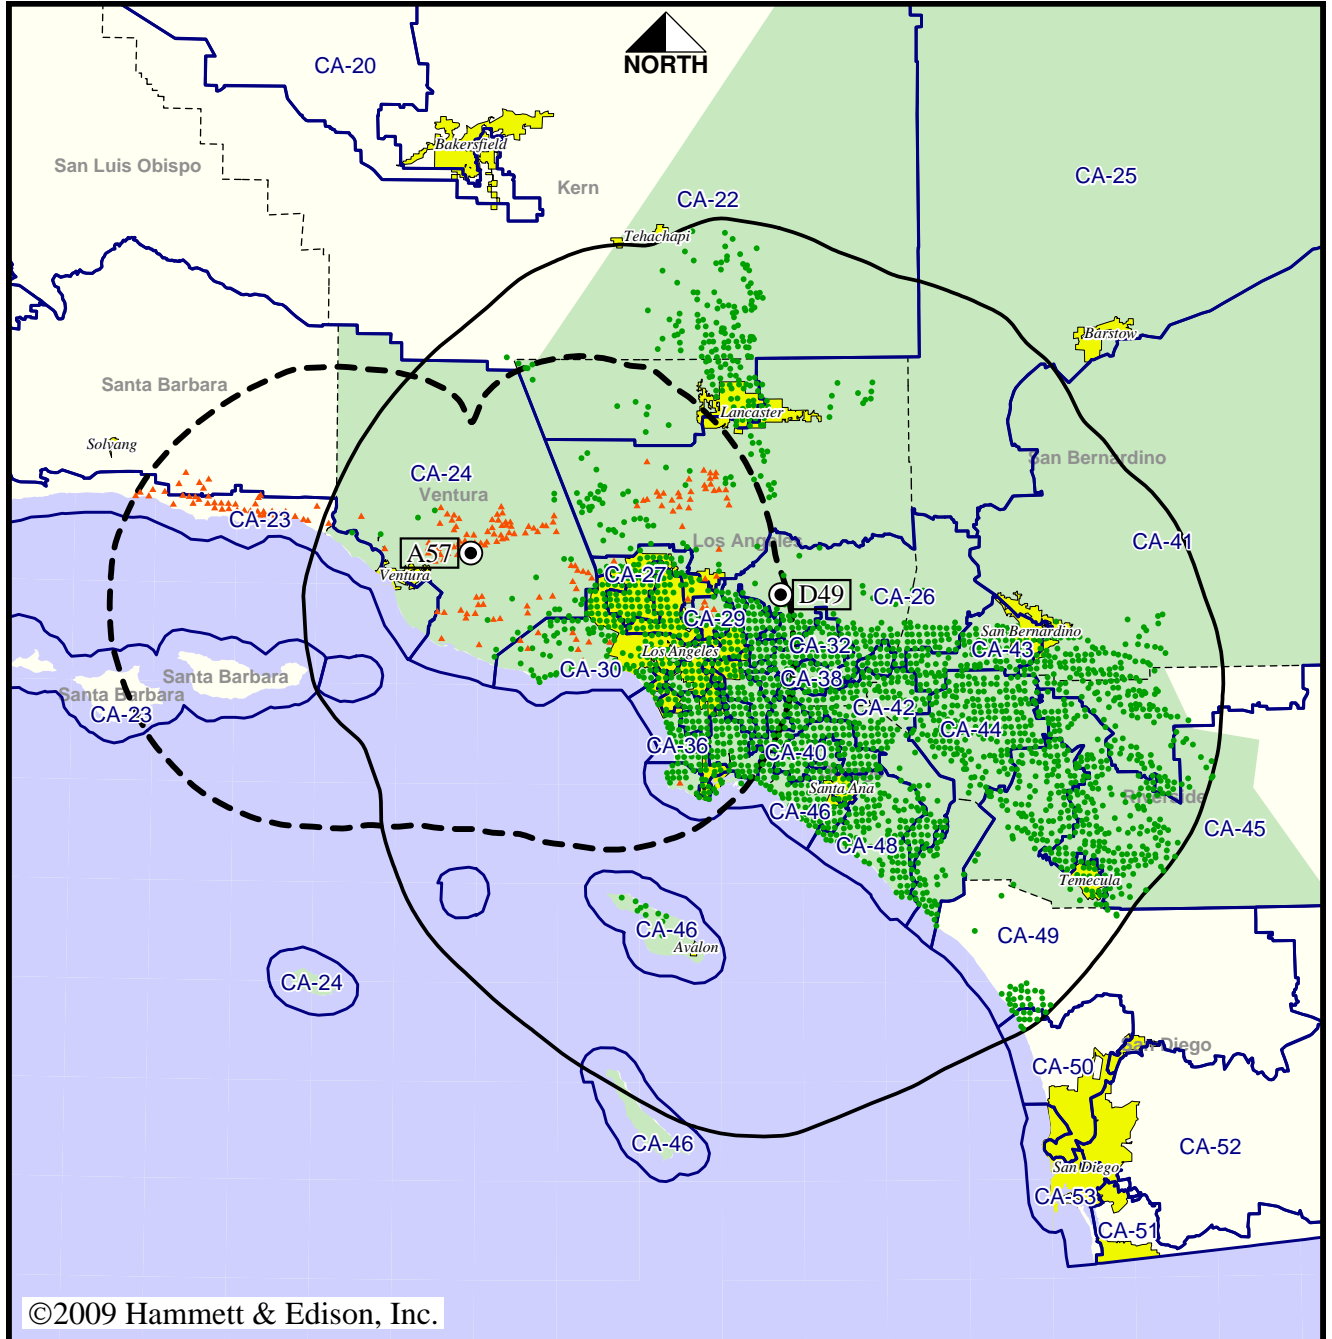 NORTH
CA-20
Bakersfield
San Luis Obispo
Kern
CA-25
CA-22
Tehachapi
Barstow
Santa Barbara
Lancaster
Solvang
San Bernardino
CA-24
Ventura
CA-23
Los Angeles
CA-41
A57
Ventura
CA-27
D49
CA-26
CA-29
San Bernardino
CA-32
Los Angeles
CA-43
CA-30
CA-38
Santa Barbara
Santa Barbara
CA-23
CA-42
CA-44
CA-36
CA-40
Santa Ana
Riverside
CA-46
CA-45
CA-48
Temecula
CA-46
CA-49
Avalon
CA-24
San Diego
CA-50
CA-46
CA-52
San Diego
CA-53
CA-51
©2009 Hammett & Edison, Inc.